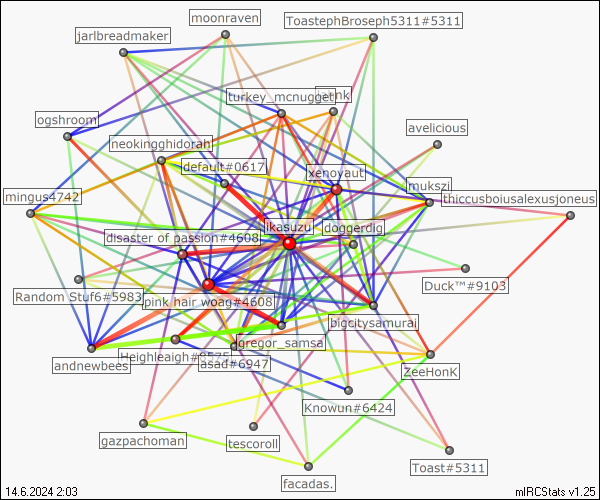 moonraven
ToastephBroseph5311#5311
jarlbreadmaker
turkey_mcnugget
ogshroom
avelicious
neokingghidorah
default#0617
xenoyaut
mukszi
mingus4742
thiccusboiusalexusjoneus
ikasuzu
doggerdig
disaster of passion#4608
Duck™#9103
Random Stuf6#5983
pink hair woag#4608
bigcitysamurai
gregor_samsa
Heighleaigh#8575
asad#6947
andnewbees
ZeeHonK
Knowun#6424
gazpachoman
tescoroll
Toast#5311
facadas.
14.6.2024 2:03
mIRCStats v1.25